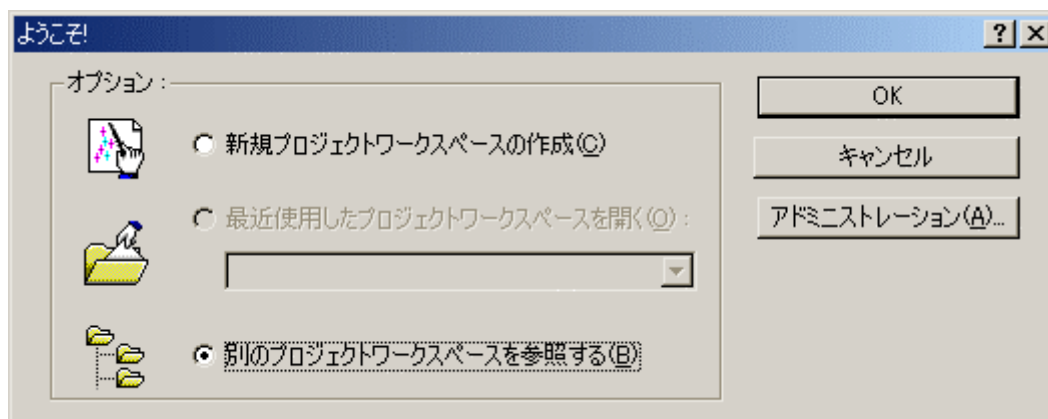 ようこそ!
オプション:
新規プロジェクトワークスペースの作成(C)
最近使用したプロジェクトワークスペースを開く(O):
別のプロジェクトワークスペースを参照する(B)
OK
キャンセル
アドミニストレーション(A)...